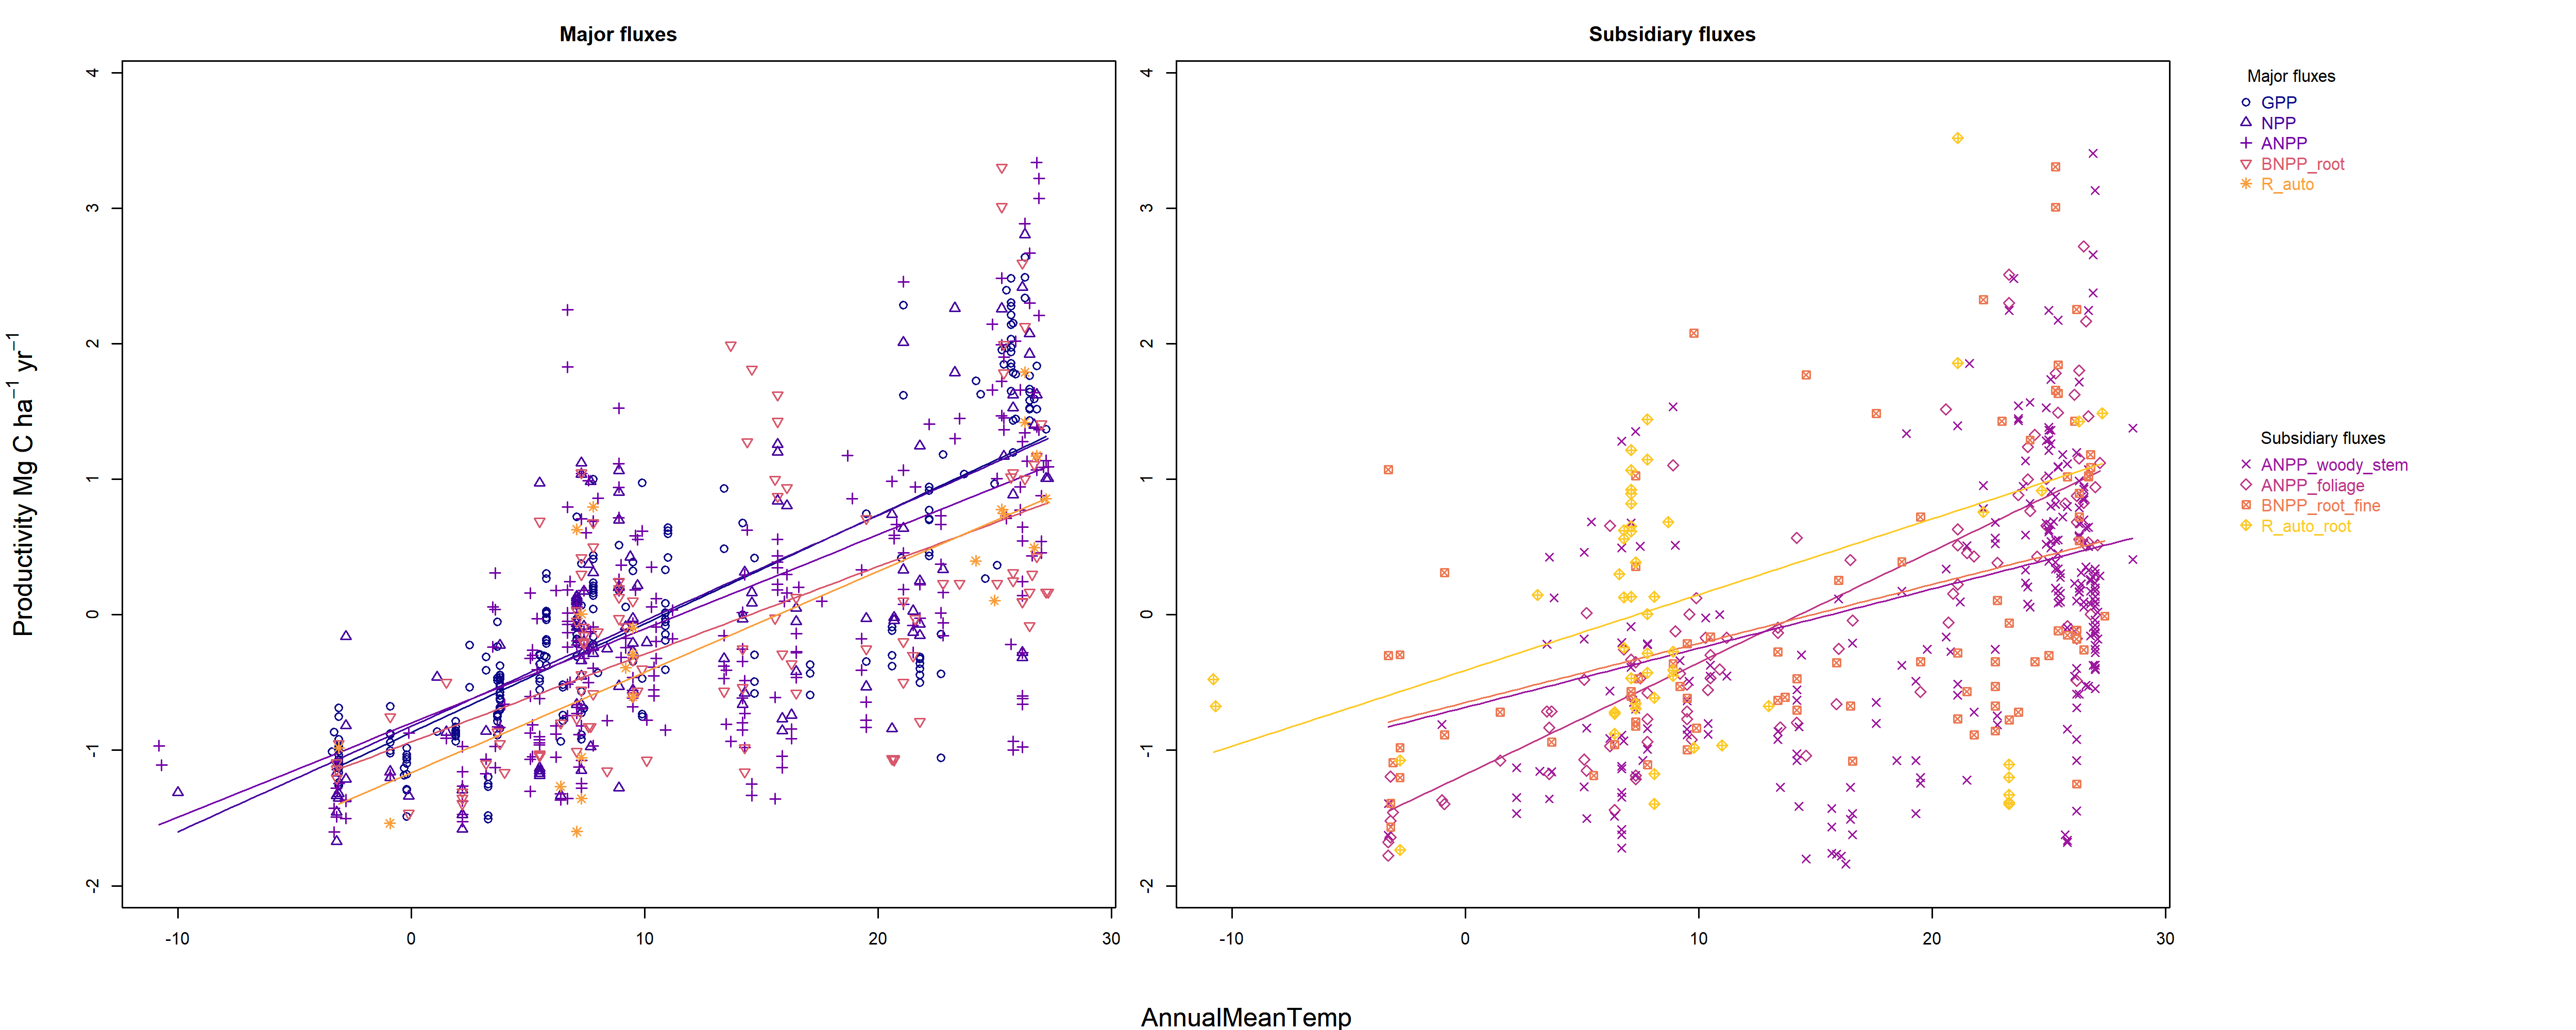 Major fluxes
Subsidiary fluxes
Productivity Mg C ha⁻¹ yr⁻¹
4
3
2
1
0
-1
-2
-10
0
10
20
30
4
3
2
1
0
-1
-2
-10
0
10
20
30
AnnualMeanTemp
Major fluxes
GPP
NPP
ANPP
BNPP_root
R_auto
Subsidiary fluxes
ANPP_woody_stem
ANPP_foliage
BNPP_root_fine
R_auto_root